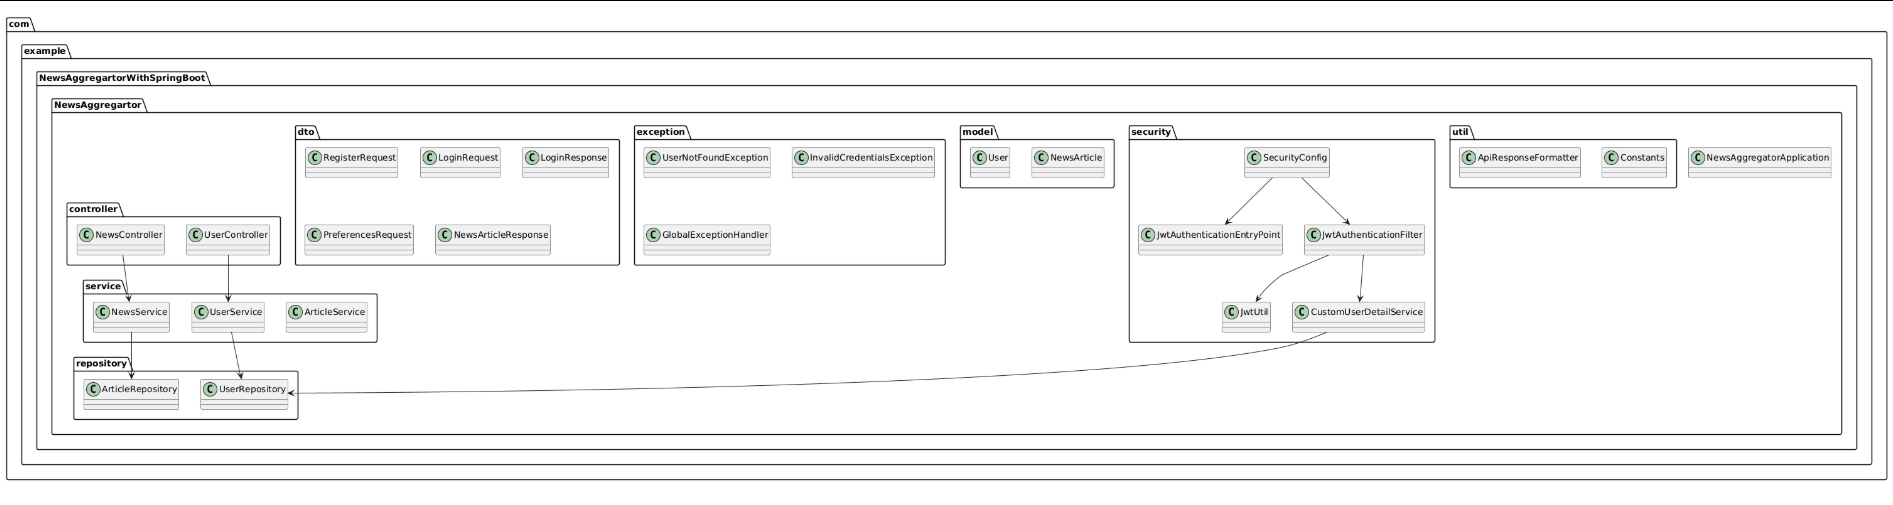 com
example
NewsAggregartorWithSpringBoot
NewsAggregartor
dto
C RegisterRequest
C LoginRequest
C LoginResponse
C PreferencesRequest
C NewsArticleResponse
exception
C UserNotFoundException
C InvalidCredentialsException
C GlobalExceptionHandler
model
C User
C NewsArticle
security
C SecurityConfig
C JwtAuthenticationEntryPoint
C JwtAuthenticationFilter
C JwtUtil
C CustomUserDetailService
util
C ApiResponseFormatter
C Constants
C NewsAggregatorApplication
controller
C NewsController
C UserController
service
C NewsService
C UserService
C ArticleService
repository
C ArticleRepository
C UserRepository